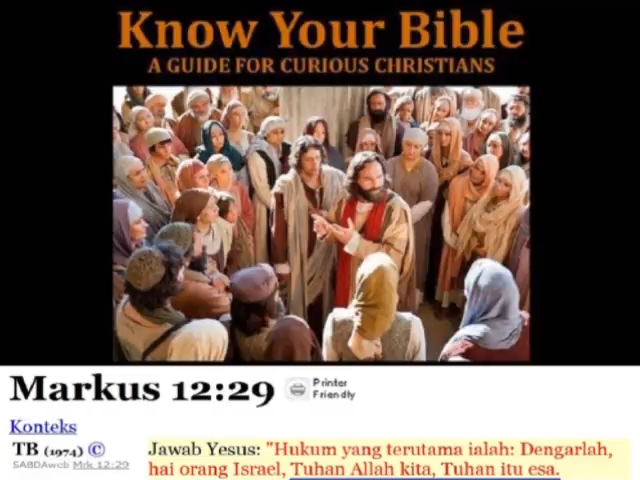 Know Your Bible
A GUIDE FOR CURIOUS CHRISTIANS
Markus 12:29
Printer
Friendly
Konteks
TB (1974) ©
SABDAweb Mrk 12:29
Jawab Yesus: "Hukum yang terutama ialah: Dengarlah,
hai orang Israel, Tuhan Allah kita, Tuhan itu esa.